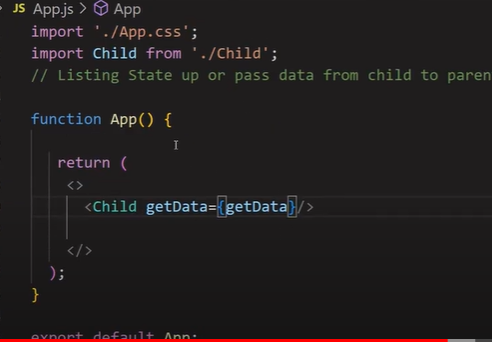 JS App.js > App
import './App.css';
import Child from './Child';
// Listing State up or pass data from child to paren
function App() {
return (
<>
<Child getData={getData}/>
</>
);
}
export default App;